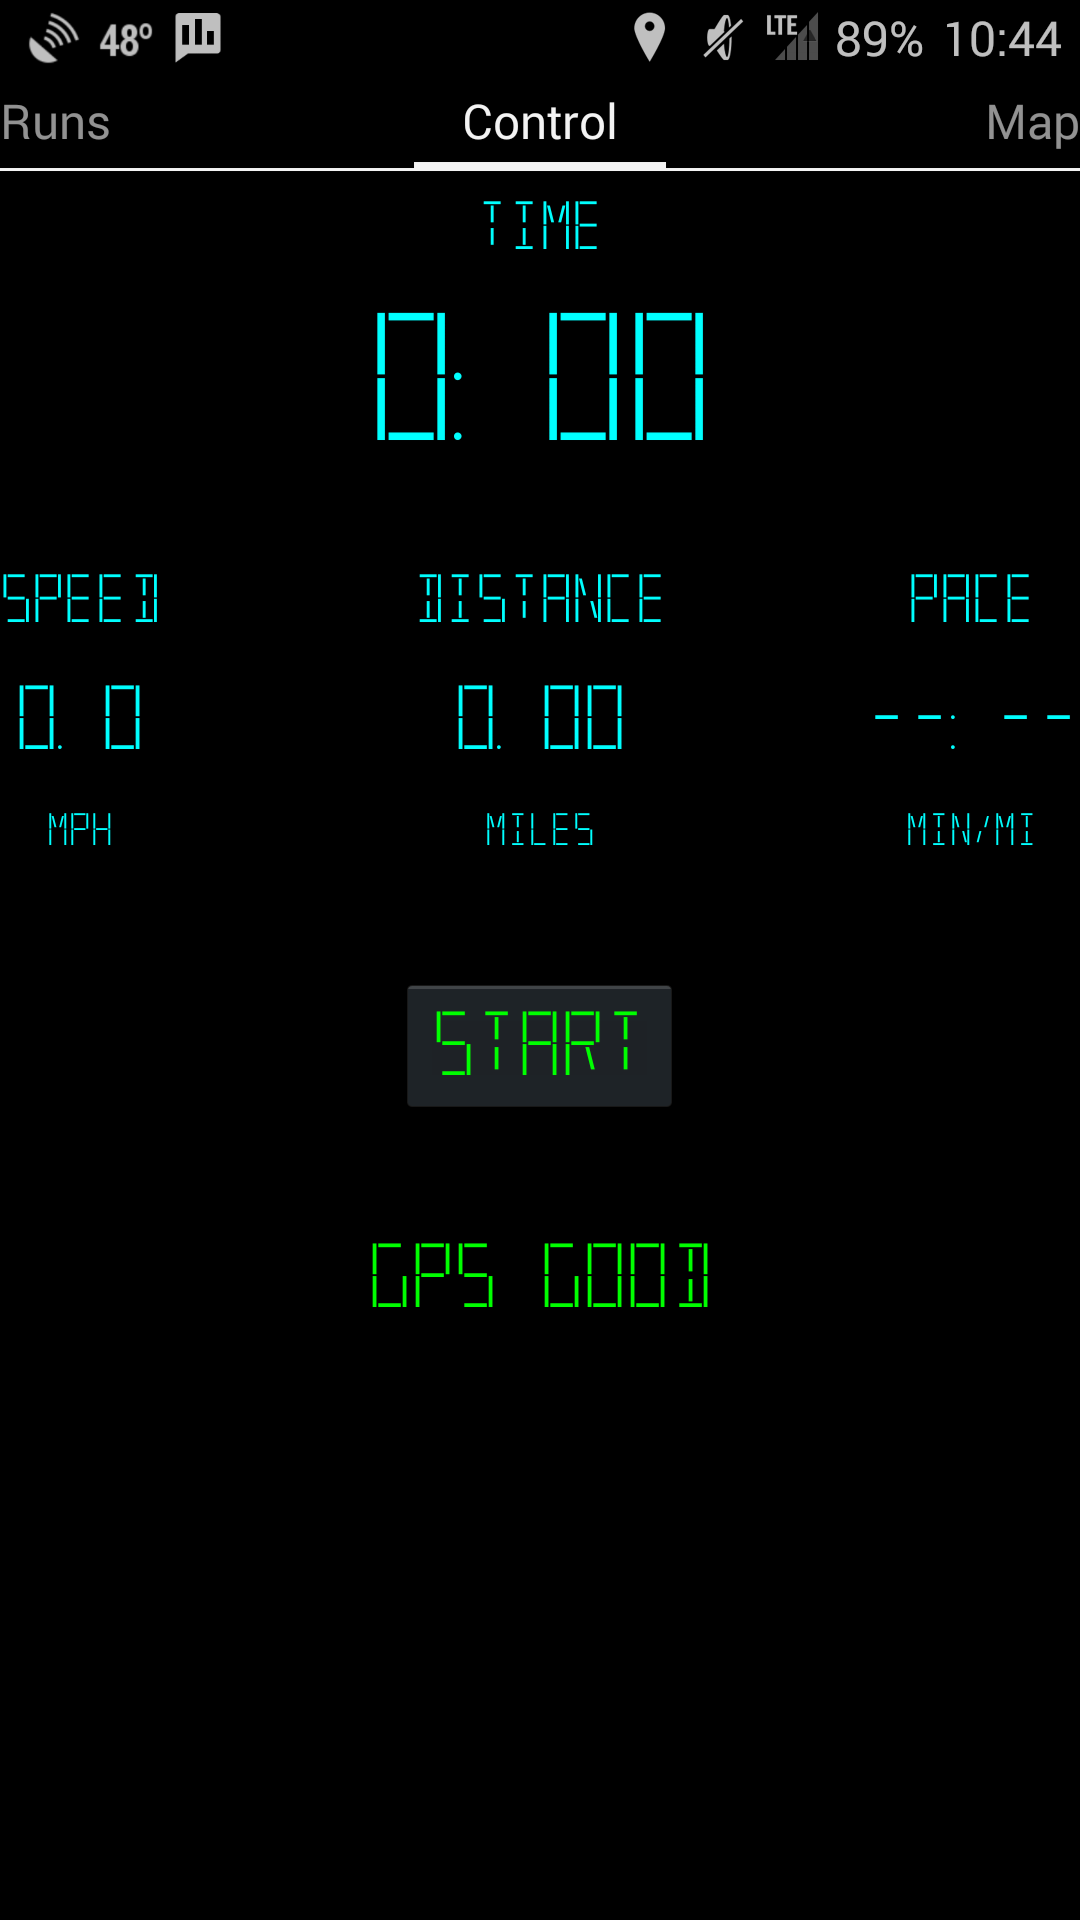 48° LTE 89% 10:44
Runs Control Map
TIME
0:00
SPEED DISTANCE PACE
0.0 0.00 --:--
MPH MILES MIN/MI
START
GPS GOOD